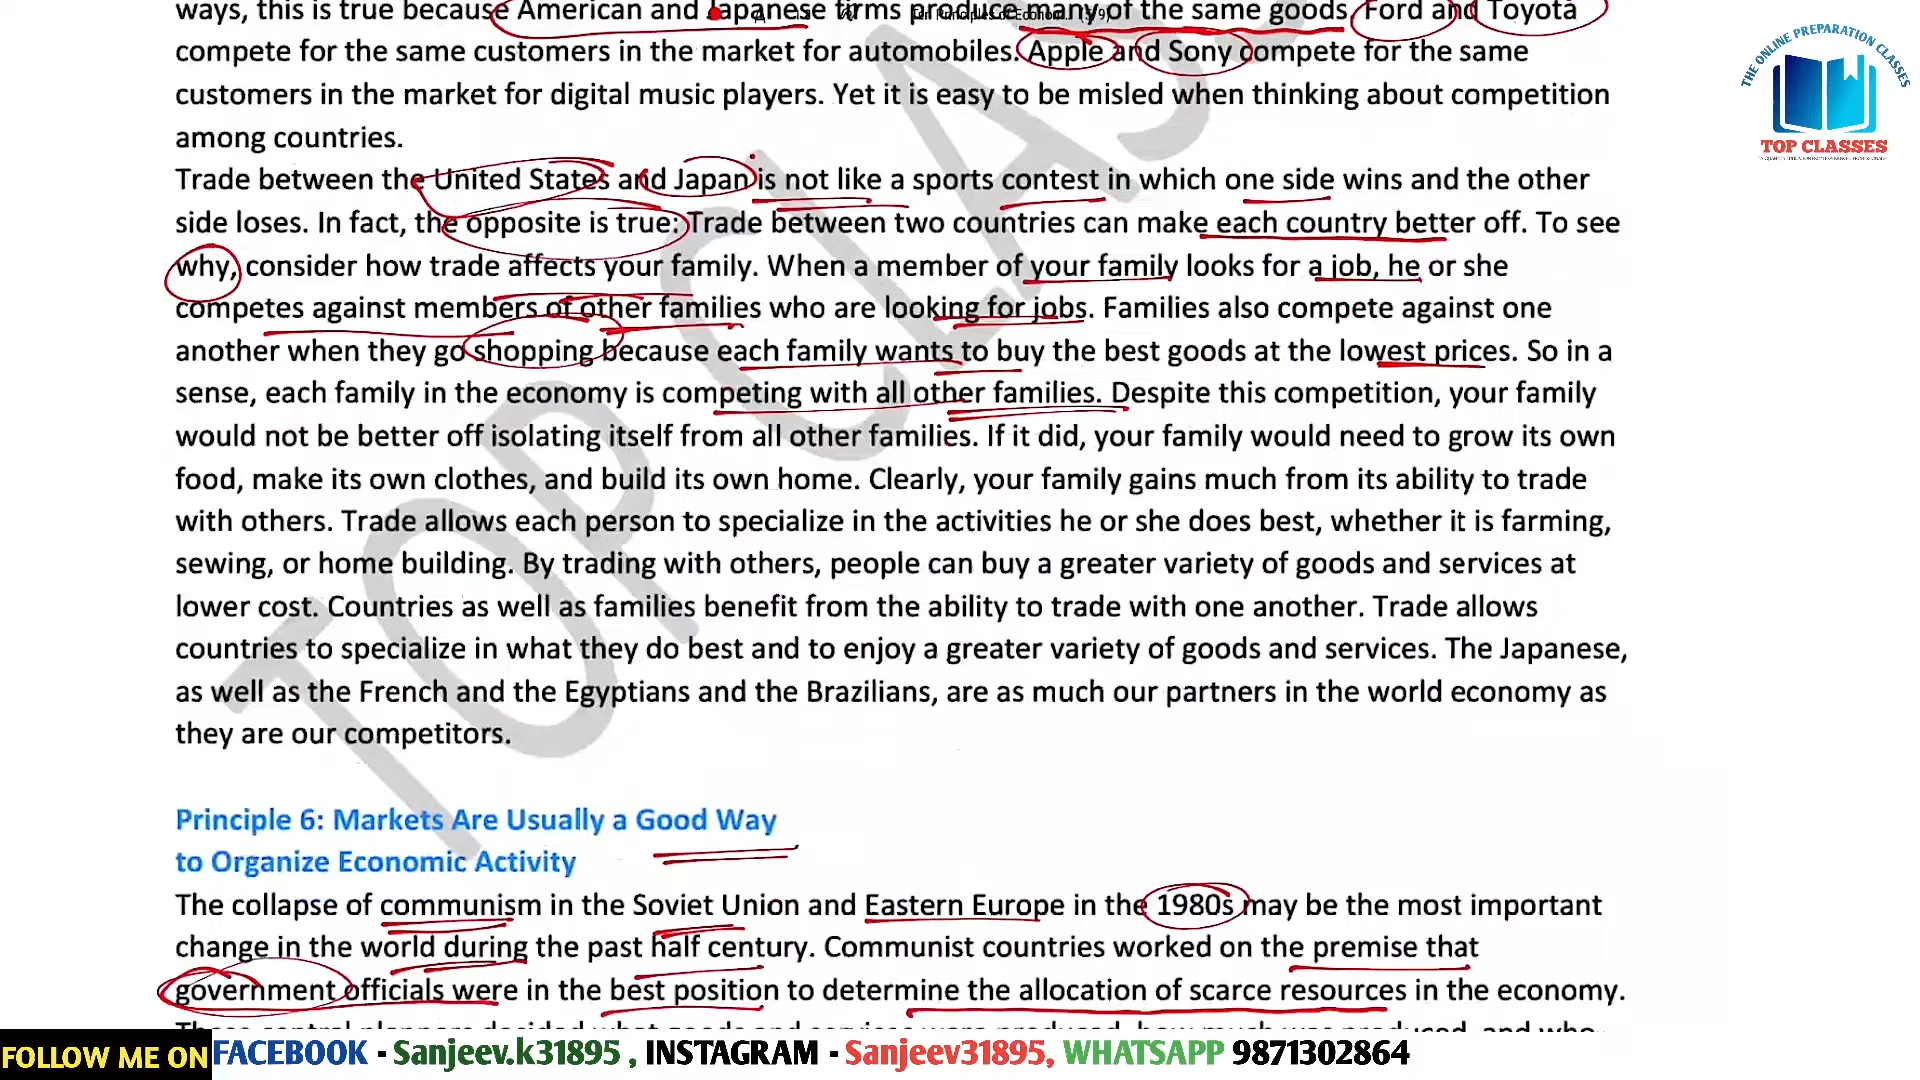 ways, this is true because American and Japanese firms produce many of the same goods. Ford and Toyota
compete for the same customers in the market for automobiles. Apple and Sony compete for the same
customers in the market for digital music players. Yet it is easy to be misled when thinking about competition
among countries.
Trade between the United States and Japan is not like a sports contest in which one side wins and the other
side loses. In fact, the opposite is true: Trade between two countries can make each country better off. To see
why, consider how trade affects your family. When a member of your family looks for a job, he or she
competes against members of other families who are looking for jobs. Families also compete against one
another when they go shopping because each family wants to buy the best goods at the lowest prices. So in a
sense, each family in the economy is competing with all other families. Despite this competition, your family
would not be better off isolating itself from all other families. If it did, your family would need to grow its own
food, make its own clothes, and build its own home. Clearly, your family gains much from its ability to trade
with others. Trade allows each person to specialize in the activities he or she does best, whether it is farming,
sewing, or home building. By trading with others, people can buy a greater variety of goods and services at
lower cost. Countries as well as families benefit from the ability to trade with one another. Trade allows
countries to specialize in what they do best and to enjoy a greater variety of goods and services. The Japanese,
as well as the French and the Egyptians and the Brazilians, are as much our partners in the world economy as
they are our competitors.
Principle 6: Markets Are Usually a Good Way
to Organize Economic Activity
The collapse of communism in the Soviet Union and Eastern Europe in the 1980s may be the most important
change in the world during the past half century. Communist countries worked on the premise that
government officials were in the best position to determine the allocation of scarce resources in the economy.
These central planners decided what goods and services were produced, how much was produced, and who
THE ONLINE PREPARATION CLASSES
TOP CLASSES
TOP CLAS
FOLLOW ME ON FACEBOOK - Sanjeev.k31895 , INSTAGRAM - Sanjeev31895, WHATSAPP 9871302864